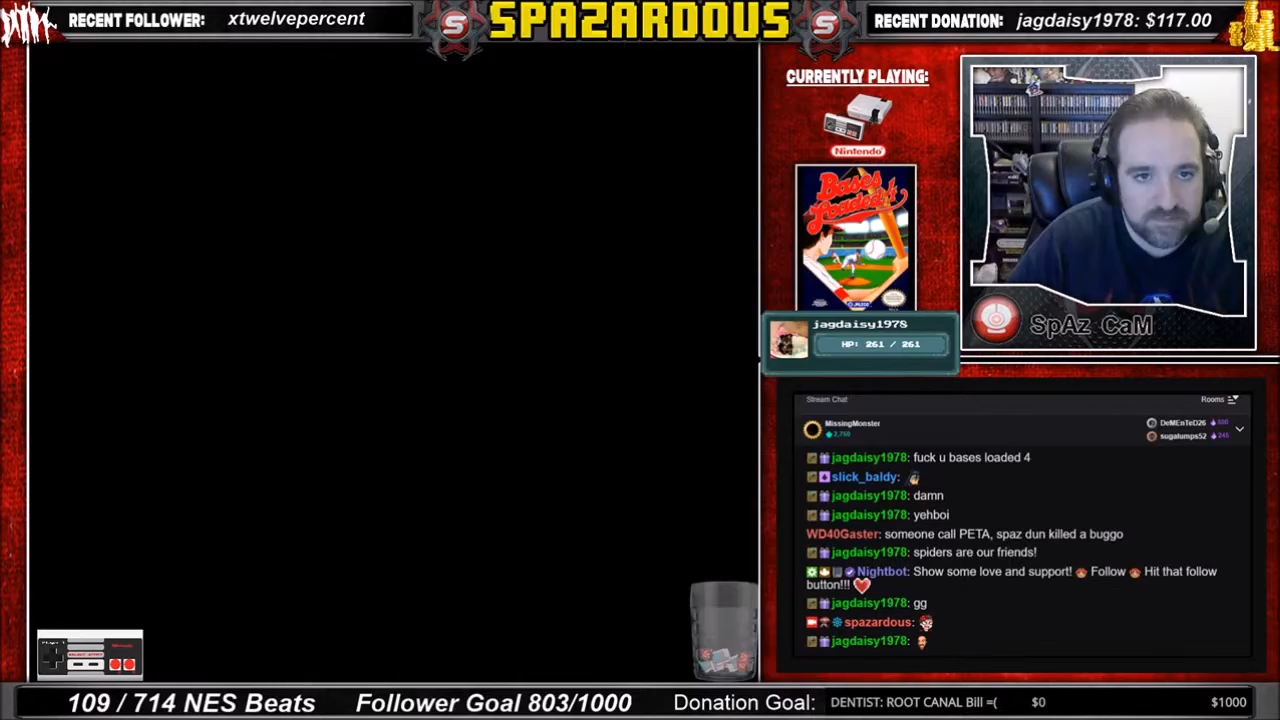 RECENT FOLLOWER: xtwelvepercent
SPAZARDOUS
RECENT DONATION: jagdaisy1978: $117.00
CURRENTLY PLAYING:
Nintendo
Bases
Loaded 4
jagdaisy1978
HP: 261 / 261
SpAz CaM
Stream Chat
Rooms
MissingMonster
2,750
DeMEnTeD26
sugalumps52
jagdaisy1978: fuck u bases loaded 4
slick_baldy:
jagdaisy1978: damn
jagdaisy1978: yehboi
WD40Gaster: someone call PETA, spaz dun killed a buggo
jagdaisy1978: spiders are our friends!
Nightbot: Show some love and support! Follow Hit that follow
button!!!
jagdaisy1978: gg
spazardous:
jagdaisy1978:
109 / 714 NES Beats
Follower Goal 803/1000
Donation Goal: DENTIST: ROOT CANAL Bill =( $0 $1000